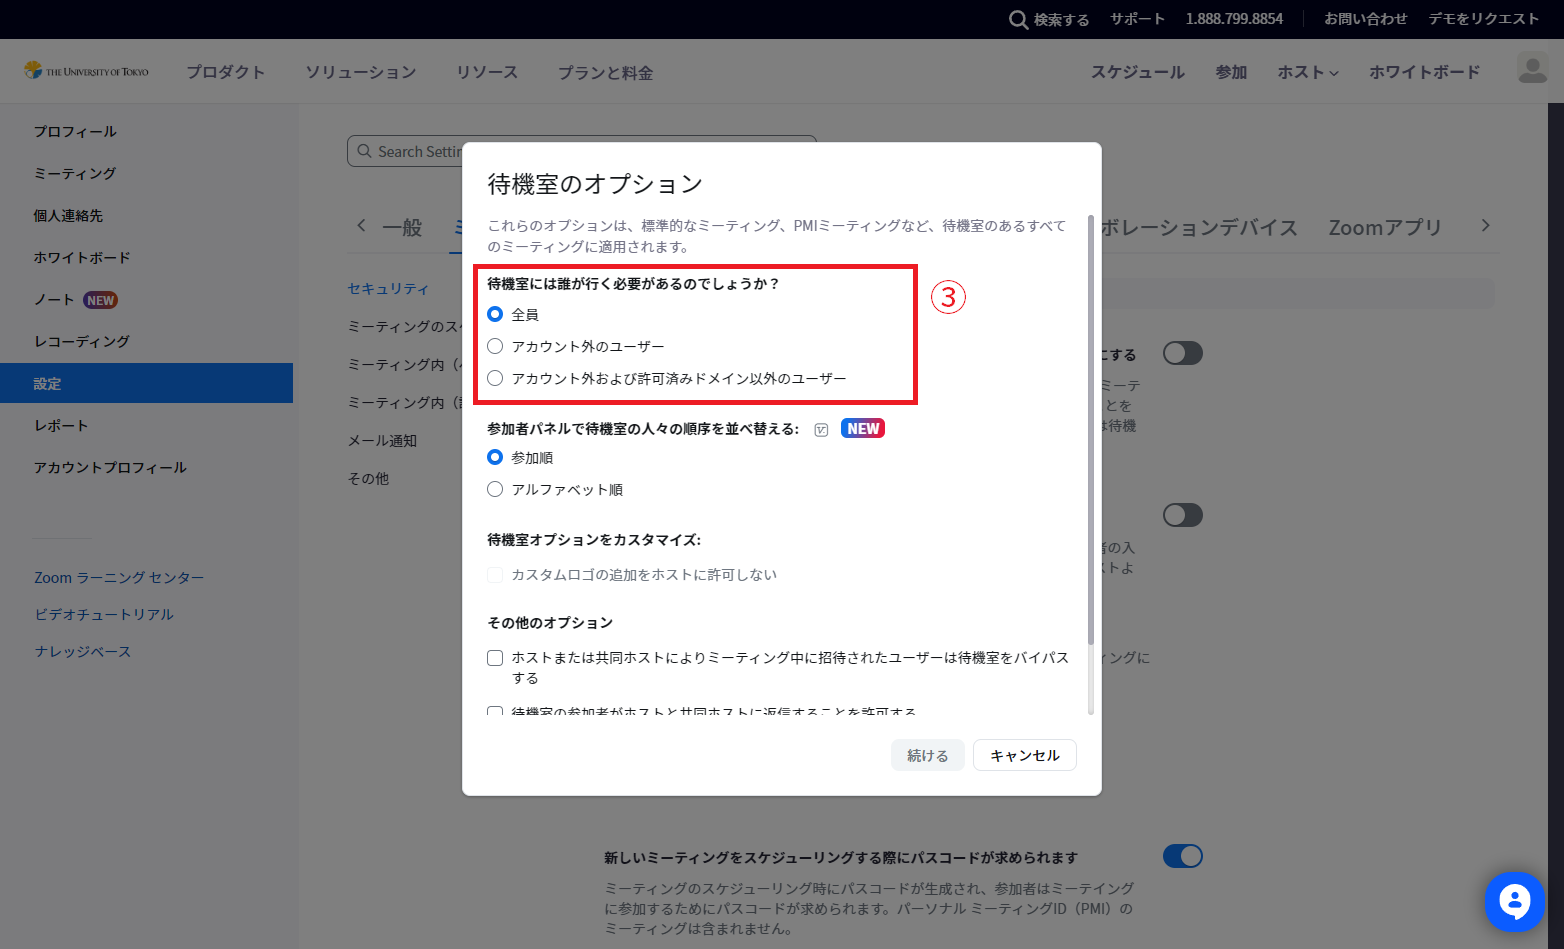 検索する サポート 1.888.799.8854 お問い合わせ デモをリクエスト
THE UNIVERSITY OF TOKYO プロダクト ソリューション リソース プランと料金 スケジュール 参加 ホスト ホワイトボード
プロフィール
ミーティング
個人連絡先
ホワイトボード
ノート NEW
レコーディング
設定
レポート
アカウントプロフィール
Zoom ラーニング センター
ビデオチュートリアル
ナレッジベース
Search Settin
一般
ボレーションデバイス Zoomアプリ
セキュリティ
ミーティングのス
ミーティング内（
ミーティング内（
メール通知
その他
待機室のオプション
これらのオプションは、標準的なミーティング、PMIミーティングなど、待機室のあるすべて
のミーティングに適用されます。
待機室には誰が行く必要があるのでしょうか？
③
全員
アカウント外のユーザー
アカウント外および許可済みドメイン以外のユーザー
参加者パネルで待機室の人々の順序を並べ替える: NEW
参加順
アルファベット順
待機室オプションをカスタマイズ:
カスタムロゴの追加をホストに許可しない
その他のオプション
ホストまたは共同ホストによりミーティング中に招待されたユーザーは待機室をバイパス
する
待機室の参加者がホストと共同ホストに返信することを許可する
続ける キャンセル
にする
ミーテ
とを
は待機
者の入
ストよ
ィングに
新しいミーティングをスケジューリングする際にパスコードが求められます
ミーティングのスケジューリング時にパスコードが生成され、参加者はミーテイング
に参加するためにパスコードが求められます。パーソナル ミーティングID（PMI）の
ミーティングは含まれません。